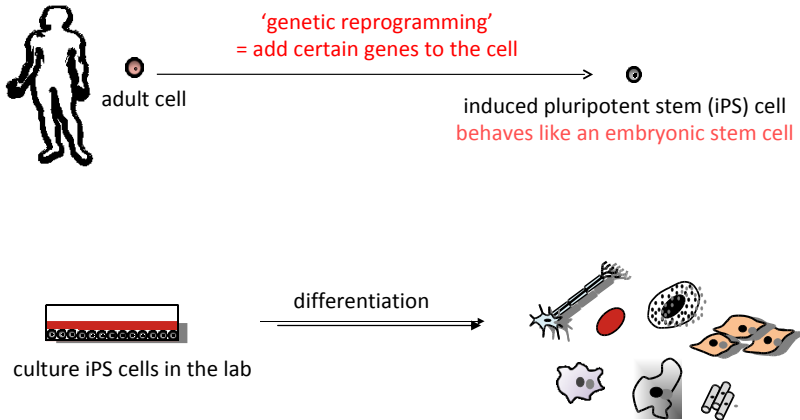 ‘genetic reprogramming’
= add certain genes to the cell
adult cell
induced pluripotent stem (iPS) cell
behaves like an embryonic stem cell
differentiation
culture iPS cells in the lab